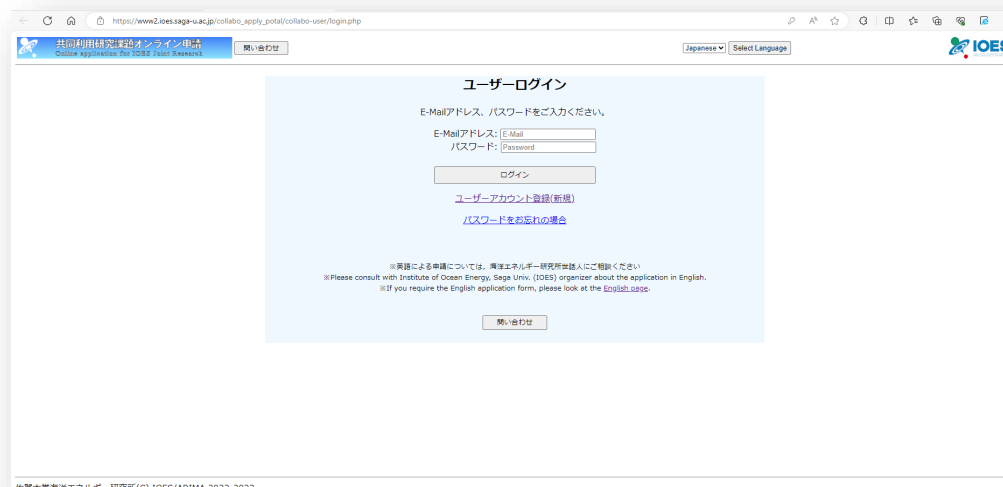 https://www2.ioes.saga-u.ac.jp/collabo_apply_potal/collabo-user/login.php
共同利用研究課題オンライン申請
Online application for IOES Joint Research
問い合わせ
Japanese
Select Language
IOES
ユーザーログイン
E-Mailアドレス、パスワードをご入力ください。
E-Mailアドレス: E-Mail
パスワード: Password
ログイン
ユーザーアカウント登録(新規)
パスワードをお忘れの場合
※英語による申請については、海洋エネルギー研究所世話人にご相談ください
※Please consult with Institute of Ocean Energy, Saga Univ. (IOES) organizer about the application in English.
※If you require the English application form, please look at the English page.
問い合わせ